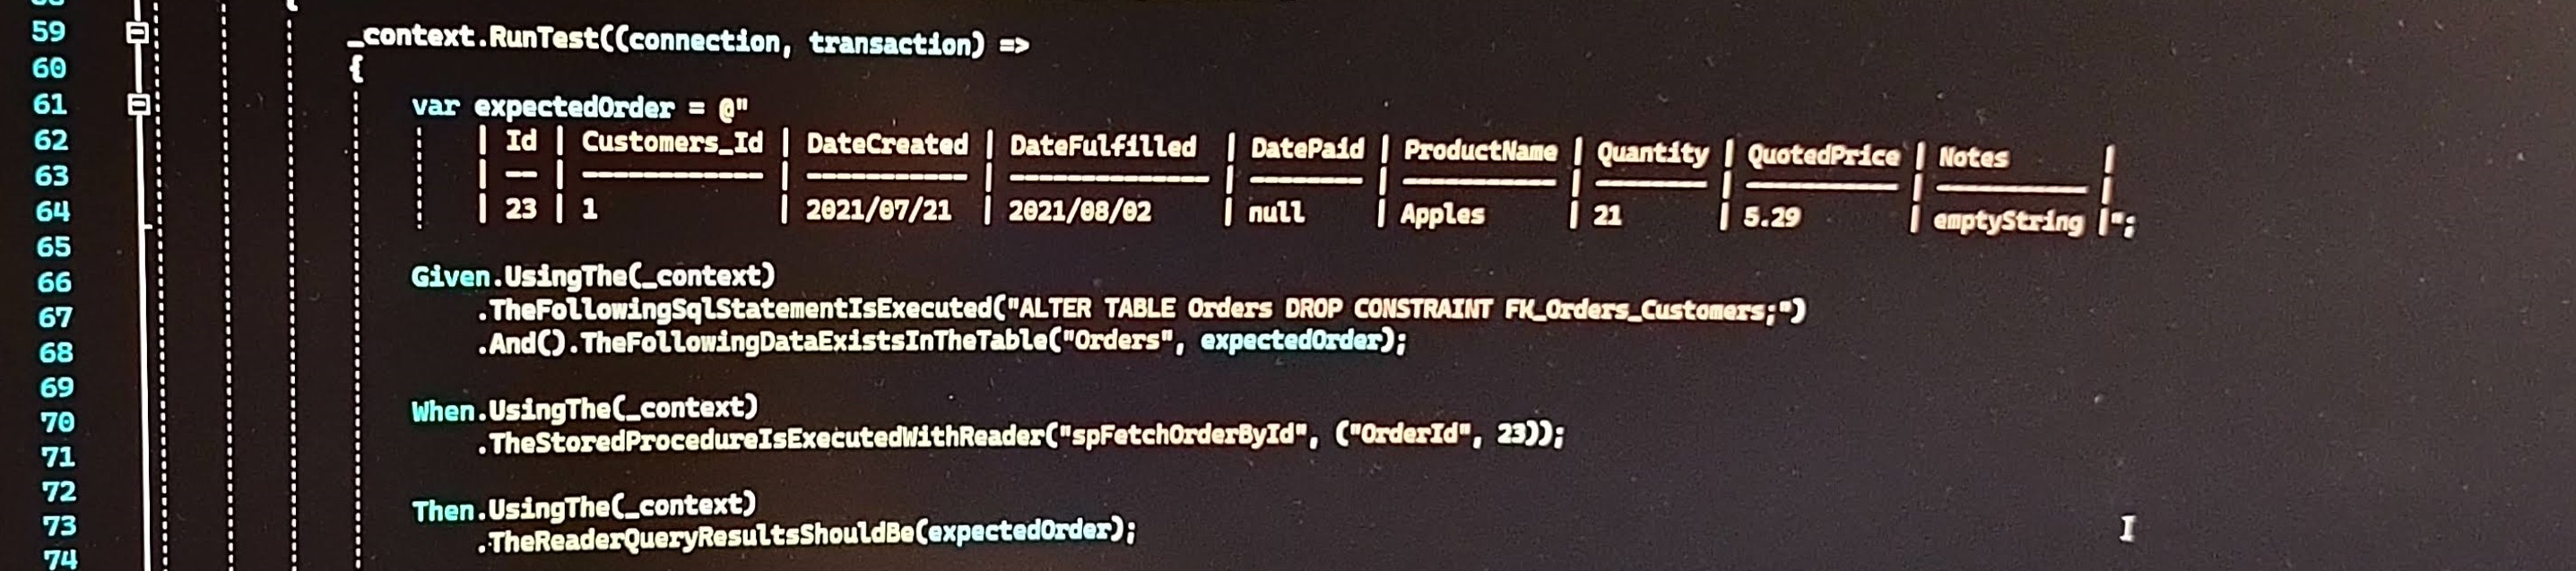 59 _context.RunTest((connection, transaction) =>
60 {
61 var expectedOrder = @"
62 | Id | Customers_Id | DateCreated | DateFulfilled | DatePaid | ProductName | Quantity | QuotedPrice | Notes |
63 | -- | ------------ | ----------- | -------------- | -------- | ----------- | -------- | ----------- | ----------- |
64 | 23 | 1 | 2021/07/21 | 2021/08/02 | null | Apples | 21 | 5.29 | emptyString |";
65
66 Given.UsingThe(_context)
67 .TheFollowingSqlStatementIsExecuted("ALTER TABLE Orders DROP CONSTRAINT FK_Orders_Customers;")
68 .And().TheFollowingDataExistsInTheTable("Orders", expectedOrder);
69
70 When.UsingThe(_context)
71 .TheStoredProcedureIsExecutedWithReader("spFetchOrderById", ("OrderId", 23));
72
73 Then.UsingThe(_context)
74 .TheReaderQueryResultsShouldBe(expectedOrder);